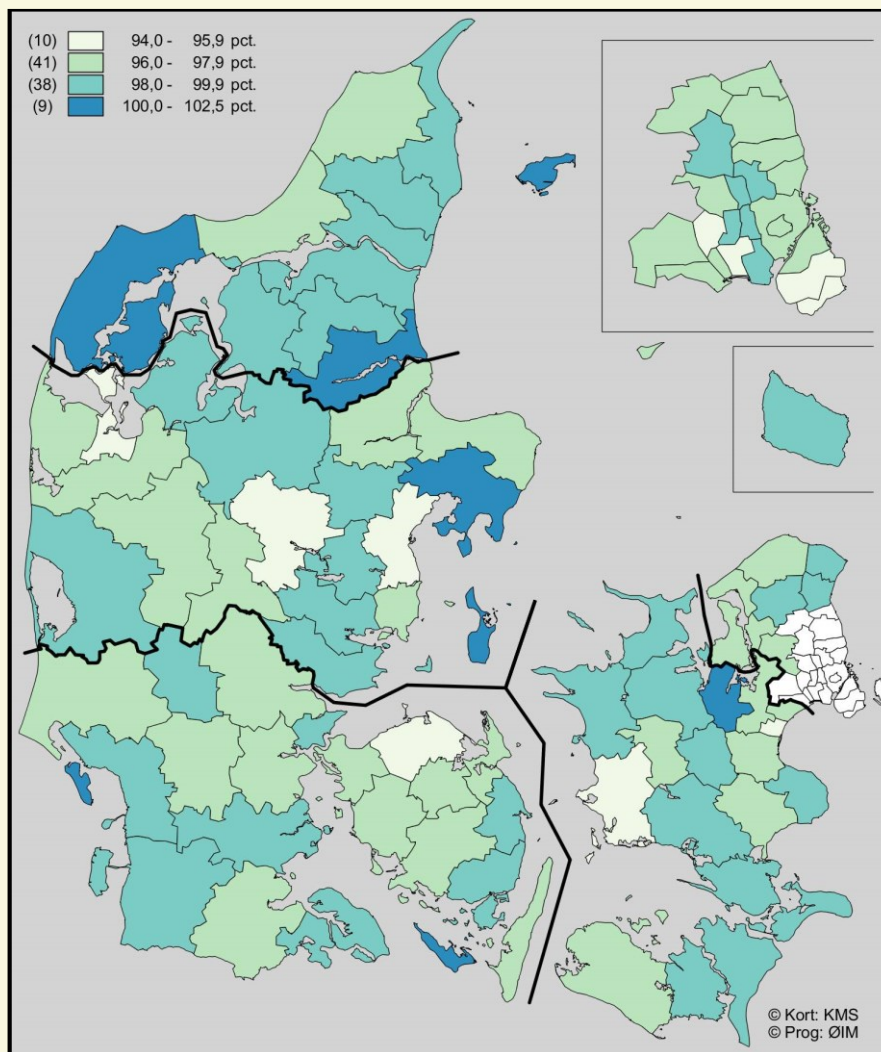 (10) 94,0 - 95,9 pct.
(41) 96,0 - 97,9 pct.
(38) 98,0 - 99,9 pct.
(9) 100,0 - 102,5 pct.
© Kort: KMS
© Prog: ØIM